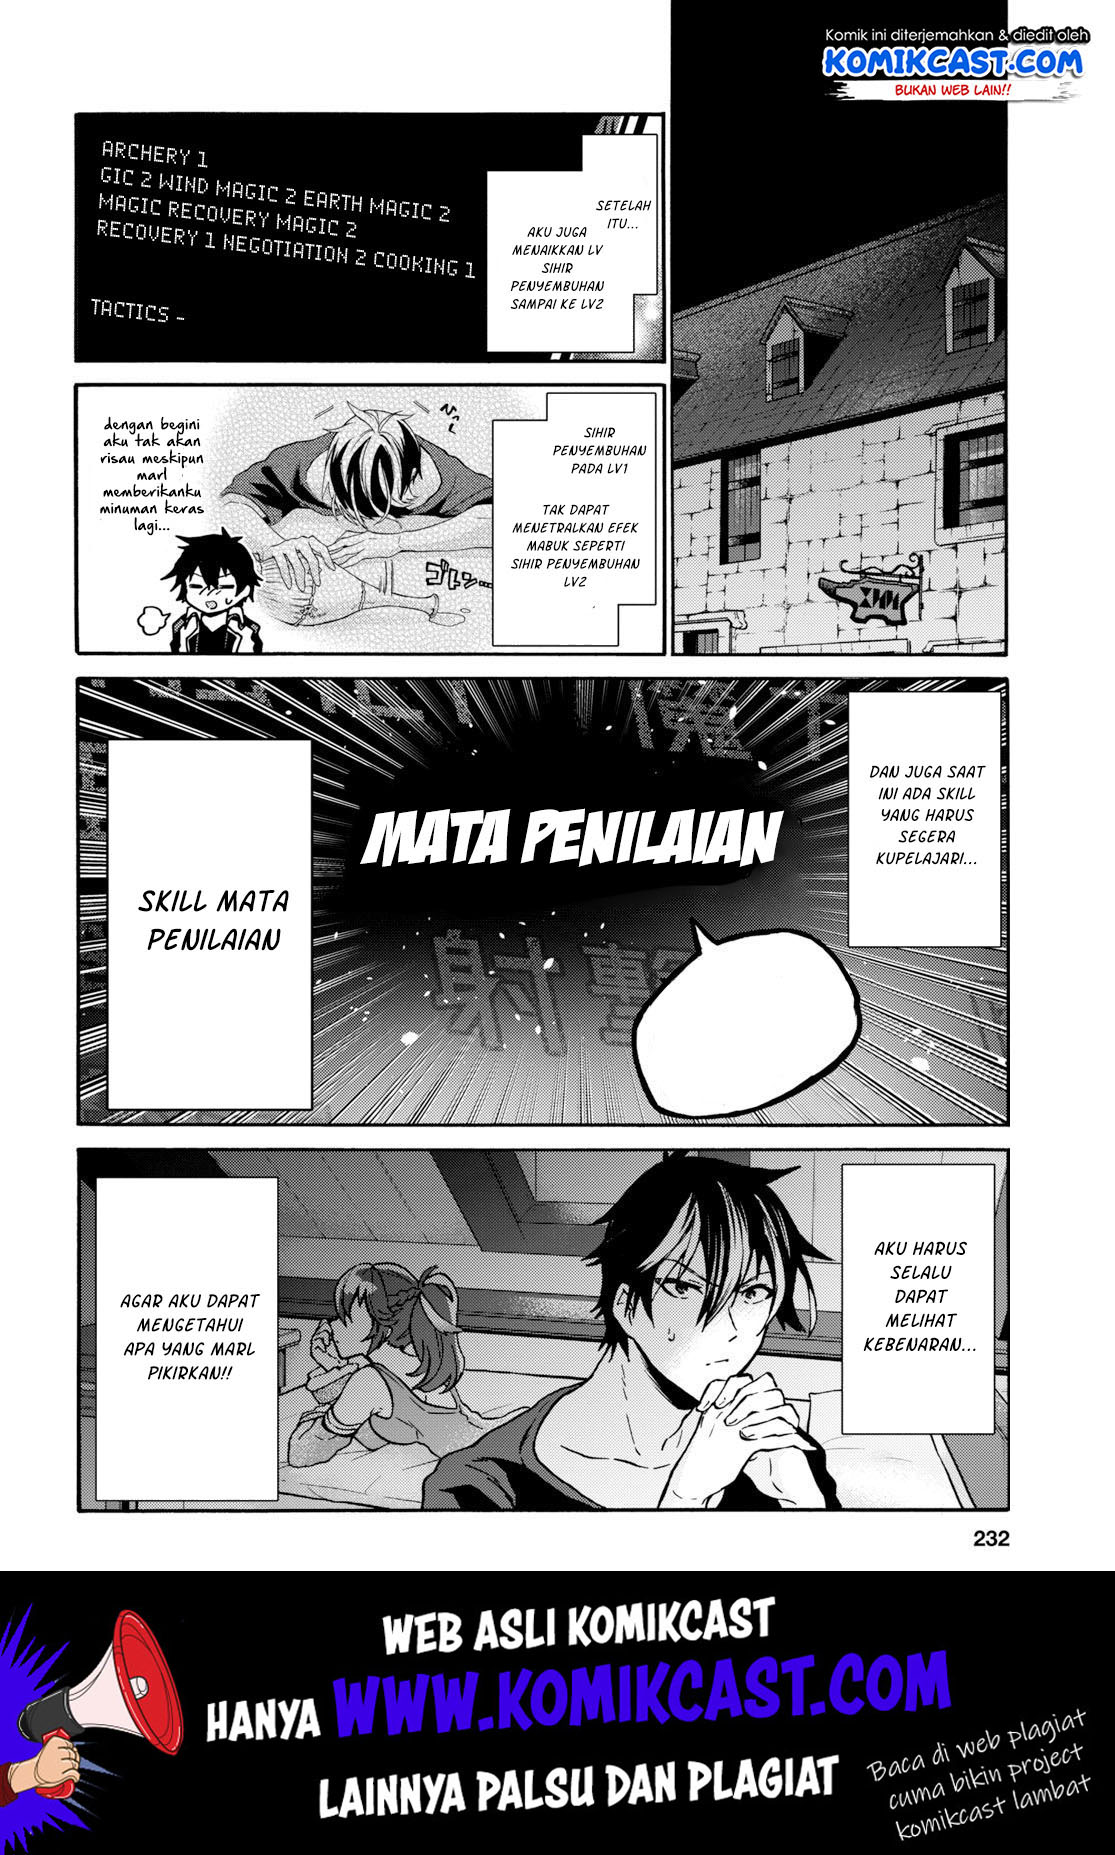 Komik ini diterjemahkan & diedit oleh
KOMIKCAST.COM
BUKAN WEB LAIN!!
SETELAH
ITU...
AKU JUGA
MENAIKKAN LV
SIHIR
PENYEMBUHAN
SAMPAI KE LV2
ARCHERY 1
GIC 2 WIND MAGIC 2 EARTH MAGIC 2
MAGIC RECOVERY MAGIC 2
RECOVERY 1 NEGOTIATION 2 COOKING 1
TACTICS -
SIHIR
PENYEMBUHAN
PADA LV1
TAK DAPAT
MENETRALKAN EFEK
MABUK SEPERTI
SIHIR PENYEMBUHAN
LV2
ゴトン...
dengan begini
aku tak akan
risau meskipun
marl
memberikanku
minuman keras
lagi...
DAN JUGA SAAT
INI ADA SKILL
YANG HARUS
SEGERA
KUPELAJARI...
MATA PENILAIAN
射撃
SKILL MATA
PENILAIAN
AKU HARUS
SELALU
DAPAT
MELIHAT
KEBENARAN...
AGAR AKU DAPAT
MENGETAHUI
APA YANG MARL
PIKIRKAN!!
232
WEB ASLI KOMIKCAST
HANYA WWW.KOMIKCAST.COM
LAINNYA PALSU DAN PLAGIAT
Baca di web plagiat
cuma bikin project
komikcast lambat